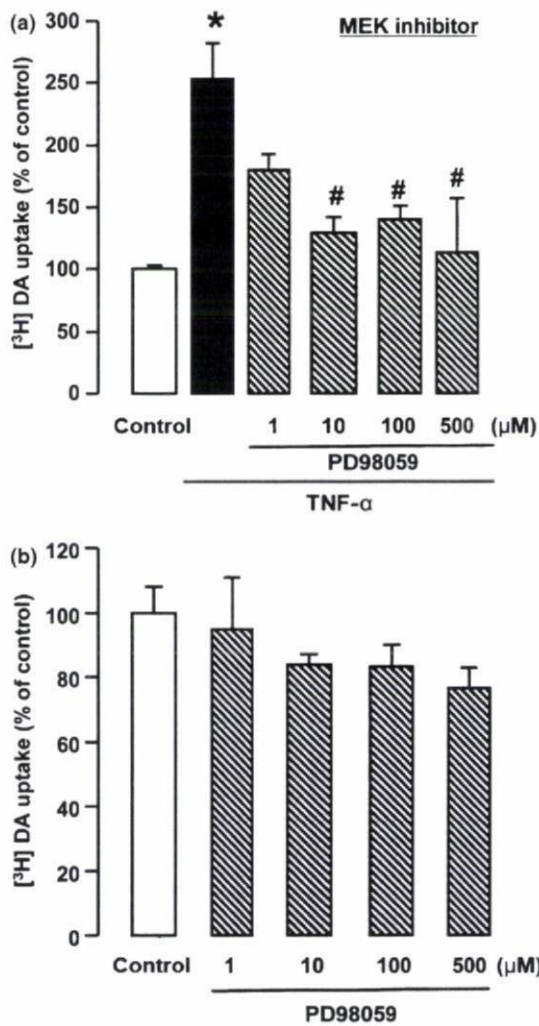 (a)
MEK inhibitor
[³H] DA uptake (% of control)
300
250
200
150
100
50
0
*
#
#
#
Control
1 10 100 500 (µM)
PD98059
TNF-α
(b)
[³H] DA uptake (% of control)
120
100
80
60
40
20
0
Control 1 10 100 500 (µM)
PD98059